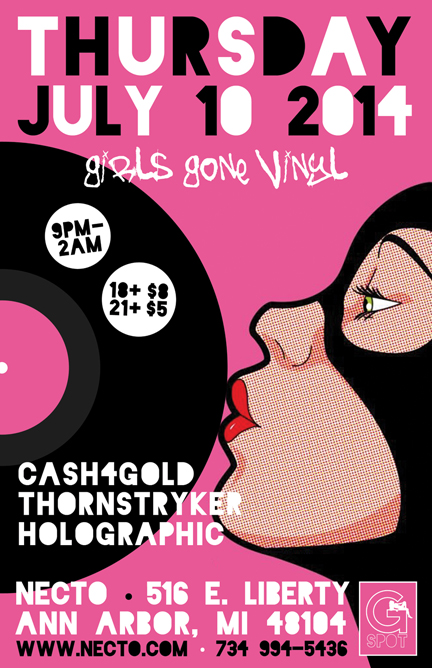 THURSDAY
JULY 10 2014
girls gone vinyl
9PM-
2AM
18+ $8
21+ $5
CASH4GOLD
THORNSTRYKER
HOLOGRAPHIC
NECTO • 516 E. LIBERTY
ANN ARBOR, MI 48104
WWW.NECTO.COM • 734 994-5436
G
SPOT